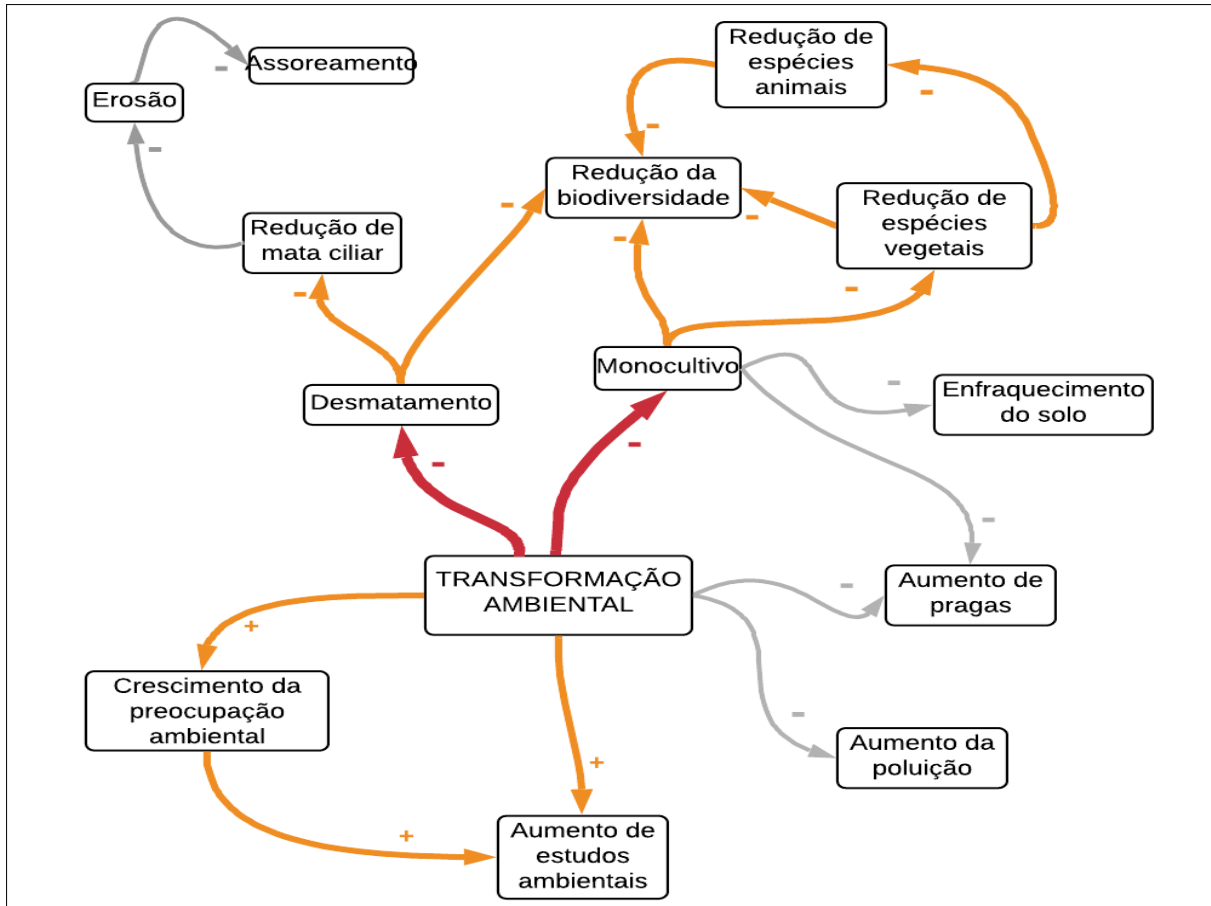 Redução de
espécies
animais
Assoreamento
Erosão
-
-
-
-
Redução da
biodiversidade
Redução de
espécies
vegetais
-
-
-
Redução de
mata ciliar
-
-
-
Monocultivo
Desmatamento
-
Enfraquecimento
do solo
-
-
-
TRANSFORMAÇÃO
AMBIENTAL
-
Aumento de
pragas
+
Crescimento da
preocupação
ambiental
-
Aumento da
poluição
+
+
Aumento de
estudos
ambientais